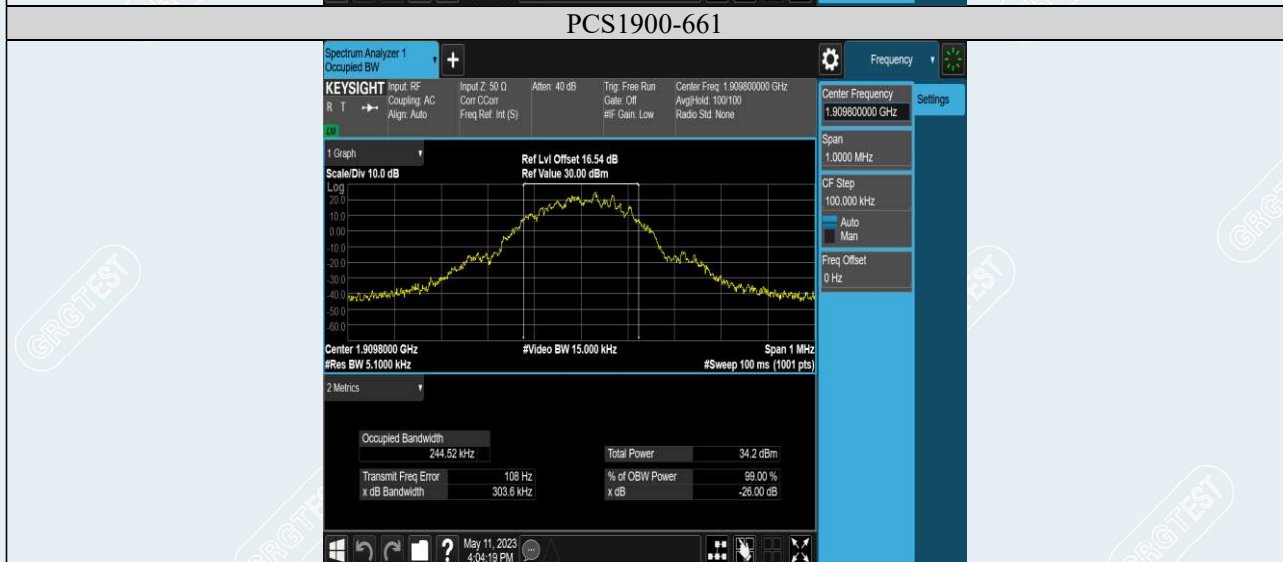 PCS1900-661
Spectrum Analyzer 1
Occupied BW
+
Frequency
KEYSIGHT
R T
Input: RF
Coupling: AC
Align: Auto
Input Z: 50 Ω
Corr CCorr
Freq Ref: Int (S)
Atten: 40 dB
Trig: Free Run
Gate: Off
#IF Gain: Low
Center Freq: 1.909800000 GHz
Avg|Hold: 100/100
Radio Std: None
Center Frequency
1.909800000 GHz
Settings
Span
1.0000 MHz
CF Step
100.000 kHz
Auto
Man
Freq Offset
0 Hz
1 Graph
Scale/Div 10.0 dB
Ref Lvl Offset 16.54 dB
Ref Value 30.00 dBm
Log
20.0
10.0
0.00
-10.0
-20.0
-30.0
-40.0
-50.0
-60.0
Center 1.9098000 GHz
#Video BW 15.000 kHz
Span 1 MHz
#Res BW 5.1000 kHz
#Sweep 100 ms (1001 pts)
2 Metrics
Occupied Bandwidth
244.52 kHz
Total Power 34.2 dBm
Transmit Freq Error 108 Hz
% of OBW Power 99.00 %
x dB Bandwidth 303.6 kHz
x dB -26.00 dB
?
May 11, 2023
4:04:19 PM
GRGTEST
GRGTEST
GRGTEST
GRGTEST